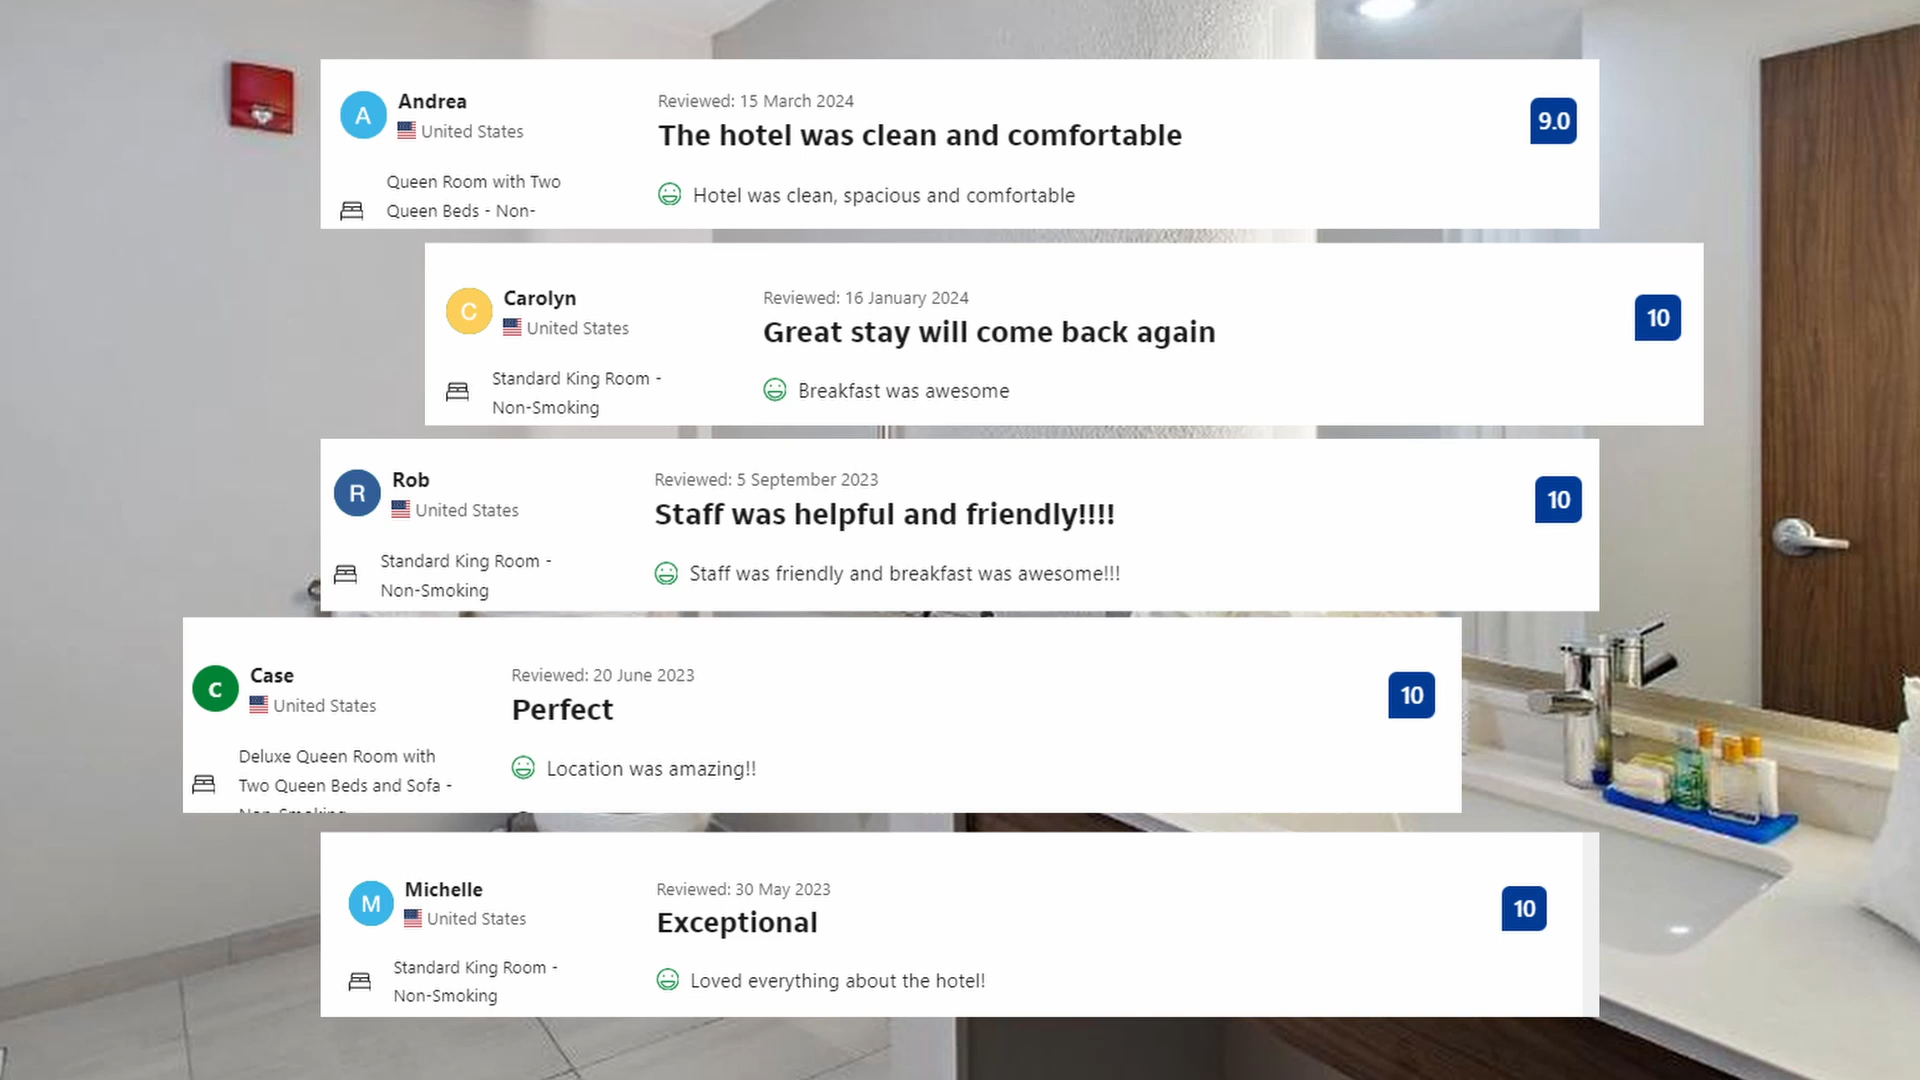 A
Andrea
United States
Queen Room with Two
Queen Beds - Non-
Reviewed: 15 March 2024
The hotel was clean and comfortable
Hotel was clean, spacious and comfortable
9.0
C
Carolyn
United States
Standard King Room -
Non-Smoking
Reviewed: 16 January 2024
Great stay will come back again
Breakfast was awesome
10
R
Rob
United States
Standard King Room -
Non-Smoking
Reviewed: 5 September 2023
Staff was helpful and friendly!!!!
Staff was friendly and breakfast was awesome!!!
10
C
Case
United States
Deluxe Queen Room with
Two Queen Beds and Sofa -
Non-Smoking
Reviewed: 20 June 2023
Perfect
Location was amazing!!
10
M
Michelle
United States
Standard King Room -
Non-Smoking
Reviewed: 30 May 2023
Exceptional
Loved everything about the hotel!
10